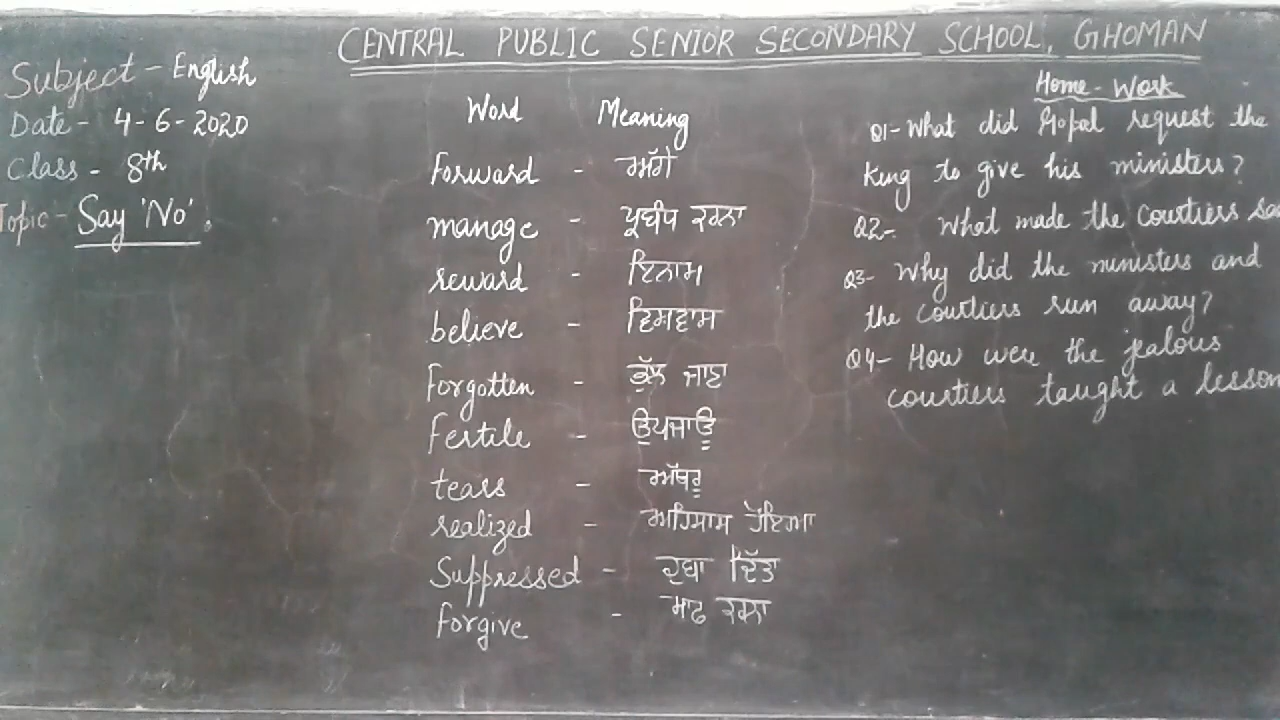 CENTRAL PUBLIC SENIOR SECONDARY SCHOOL, GHOMAN
Subject - English
Date - 4-6-2020
Class - 8th
Topic - Say 'No'.
Word Meaning
forward - ਅੱਗੇ
manage - ਪ੍ਰਬੰਧ ਕਰਨਾ
reward - ਇਨਾਮ
believe - ਵਿਸਵਾਸ
forgotten - ਭੁੱਲ ਜਾਣਾ
fertile - ਉਪਜਾਊ
tears - ਅੱਥਰੂ
realized - ਅਹਿਸਾਸ ਹੋਇਆ
Suppressed - ਦਬਾ ਦਿੱਤਾ
forgive - ਮਾਫ ਕਰਨਾ
Home-Work
Q1- What did Gopal request the
king to give his ministers?
Q2-. What made the Courtiers
Q3- Why did the ministers and
the courtiers run away?
Q4- How were the jealous
courtiers taught a lesson